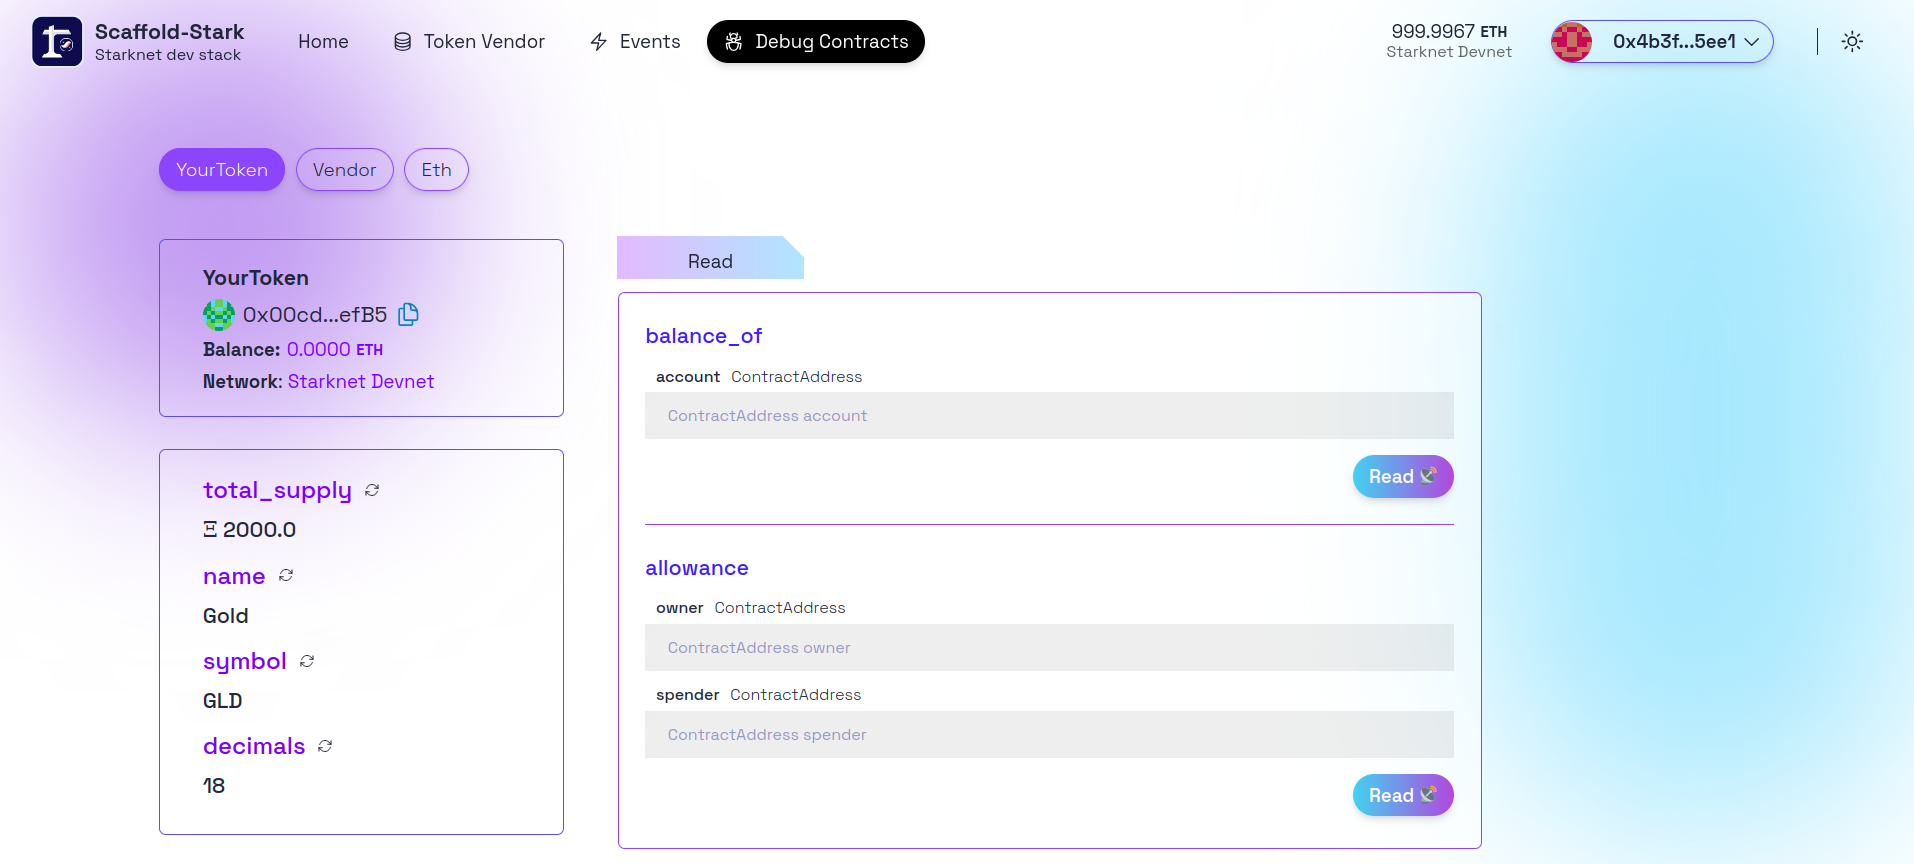 Scaffold-Stark
Starknet dev stack
Home
Token Vendor
Events
Debug Contracts
999.9967 ETH
Starknet Devnet
0x4b3f...5ee1
YourToken
Vendor
Eth
YourToken
0x00cd...efB5
Balance: 0.0000 ETH
Network: Starknet Devnet
total_supply
Ξ 2000.0
name
Gold
symbol
GLD
decimals
18
Read
balance_of
account ContractAddress
ContractAddress account
Read
allowance
owner ContractAddress
ContractAddress owner
spender ContractAddress
ContractAddress spender
Read